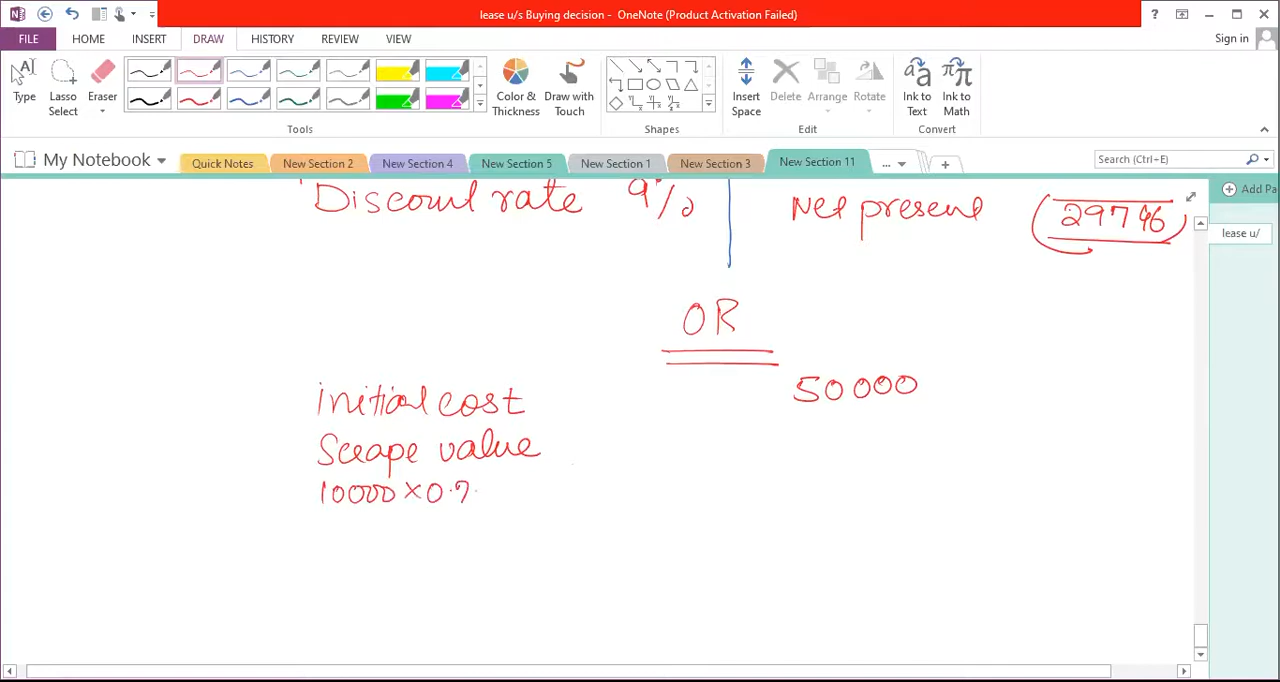 lease u/s Buying decision - OneNote (Product Activation Failed)
FILE HOME INSERT DRAW HISTORY REVIEW VIEW
Sign in
Type Lasso Select Eraser
Color & Thickness Draw with Touch
Insert Space Delete Arrange Rotate
Ink to Text Ink to Math
Tools Shapes Edit Convert
My Notebook Quick Notes New Section 2 New Section 4 New Section 5 New Section 1 New Section 3 New Section 11 ...
Search (Ctrl+E)
Add Pa
lease u/
Discount rate 9% Net present 29746
OR
initial cost 50000
Scrape value
10000 × 0.7